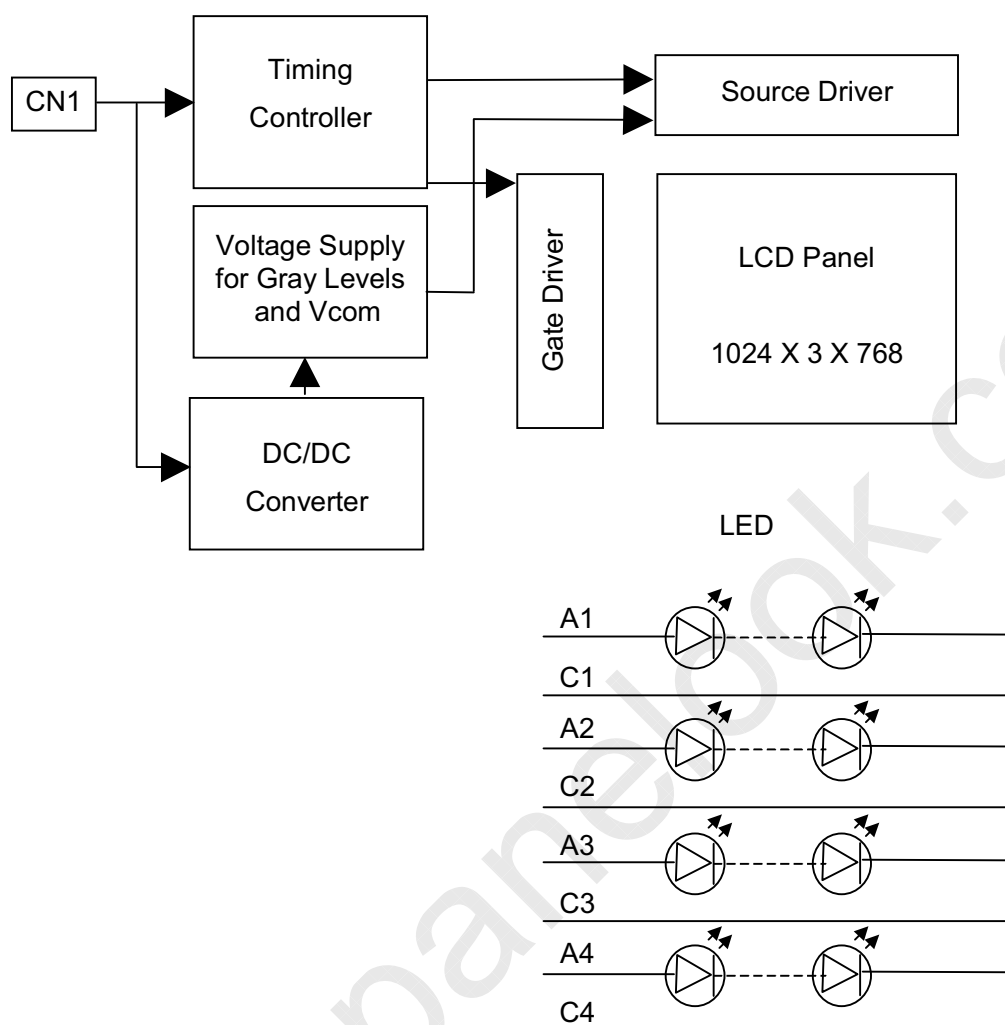 CN1
Timing
Controller
Source Driver
Voltage Supply
for Gray Levels
and Vcom
Gate Driver
LCD Panel
1024 X 3 X 768
DC/DC
Converter
LED
A1
C1
A2
C2
A3
C3
A4
C4
panelook.c